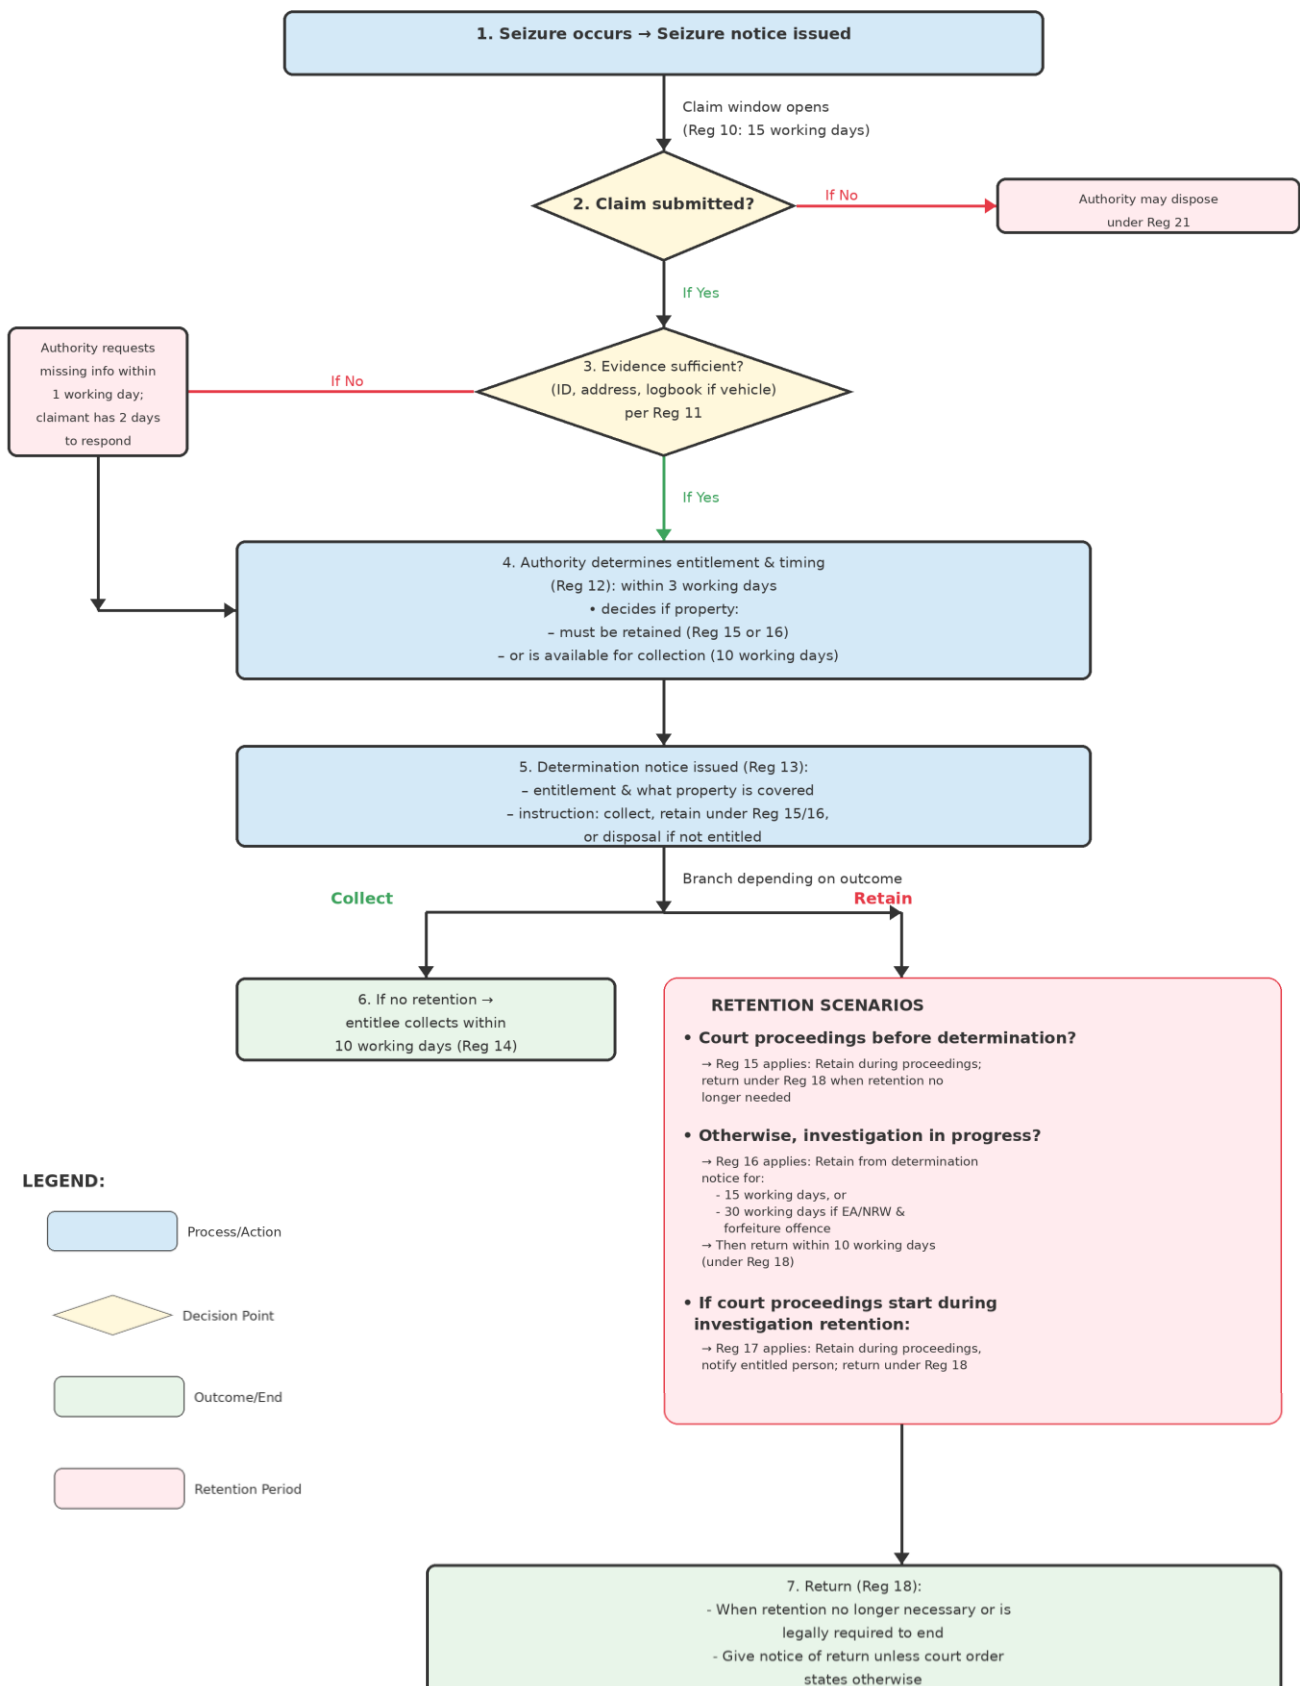 1. Seizure occurs → Seizure notice issued
Claim window opens
(Reg 10: 15 working days)
2. Claim submitted?
If No
Authority may dispose
under Reg 21
If Yes
Authority requests
missing info within
1 working day;
claimant has 2 days
to respond
If No
3. Evidence sufficient?
(ID, address, logbook if vehicle)
per Reg 11
If Yes
4. Authority determines entitlement & timing
(Reg 12): within 3 working days
• decides if property:
– must be retained (Reg 15 or 16)
– or is available for collection (10 working days)
5. Determination notice issued (Reg 13):
– entitlement & what property is covered
– instruction: collect, retain under Reg 15/16,
or disposal if not entitled
Branch depending on outcome
Collect
Retain
6. If no retention →
entitlee collects within
10 working days (Reg 14)
RETENTION SCENARIOS
• Court proceedings before determination?
→ Reg 15 applies: Retain during proceedings;
return under Reg 18 when retention no
longer needed
• Otherwise, investigation in progress?
→ Reg 16 applies: Retain from determination
notice for:
- 15 working days, or
- 30 working days if EA/NRW &
forfeiture offence
→ Then return within 10 working days
(under Reg 18)
• If court proceedings start during
investigation retention:
→ Reg 17 applies: Retain during proceedings,
notify entitled person; return under Reg 18
LEGEND:
Process/Action
Decision Point
Outcome/End
Retention Period
7. Return (Reg 18):
- When retention no longer necessary or is
legally required to end
- Give notice of return unless court order
states otherwise